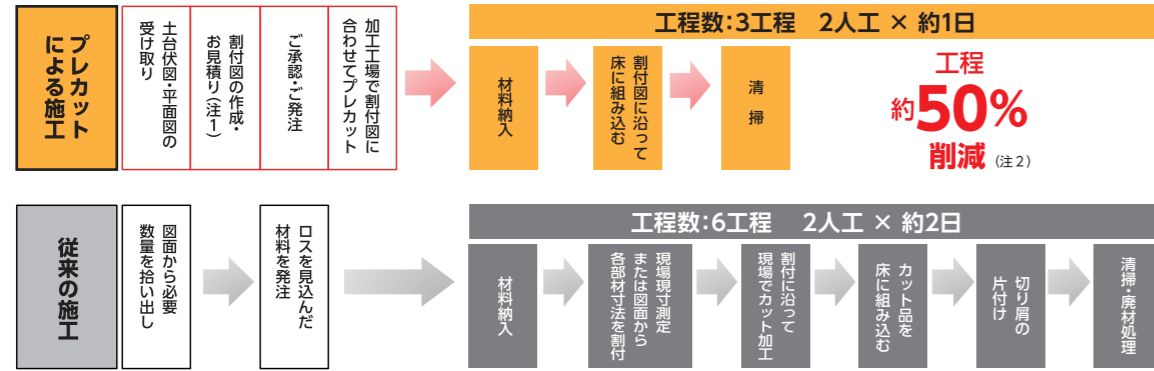 プレカット
による施工
土台伏図・平面図の
受け取り
割付図の作成・
お見積り（注1）
ご承認・ご発注
加工工場で割付図に
合わせてプレカット
工程数:3工程　2人工 × 約1日
材料納入
割付図に沿って
床に組み込む
清掃
工程
約50%
削減（注2）
従来の施工
図面から必要
数量を拾い出し
ロスを見込んだ
材料を発注
工程数:6工程　2人工 × 約2日
材料納入
現場現寸測定
または図面から
各部材寸法を割付
割付に沿って
現場でカット加工
カット品を
床に組み込む
切り屑の
片付け
清掃・廃材処理